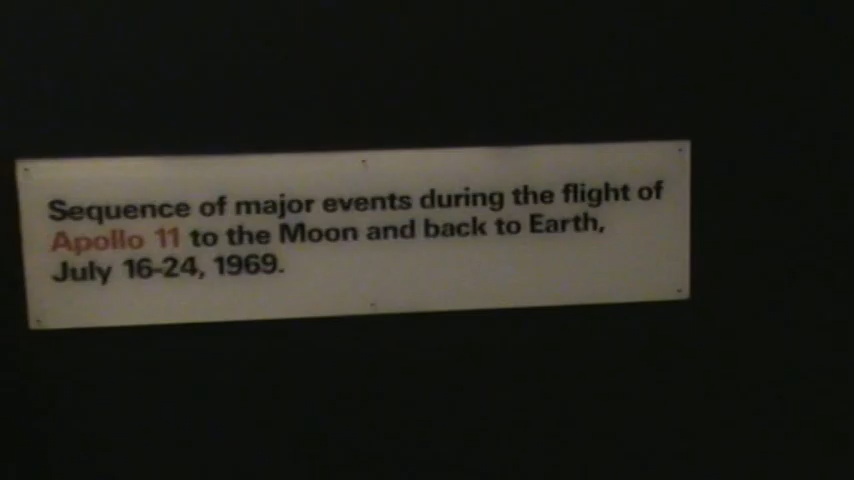 Sequence of major events during the flight of
Apollo 11 to the Moon and back to Earth,
July 16-24, 1969.